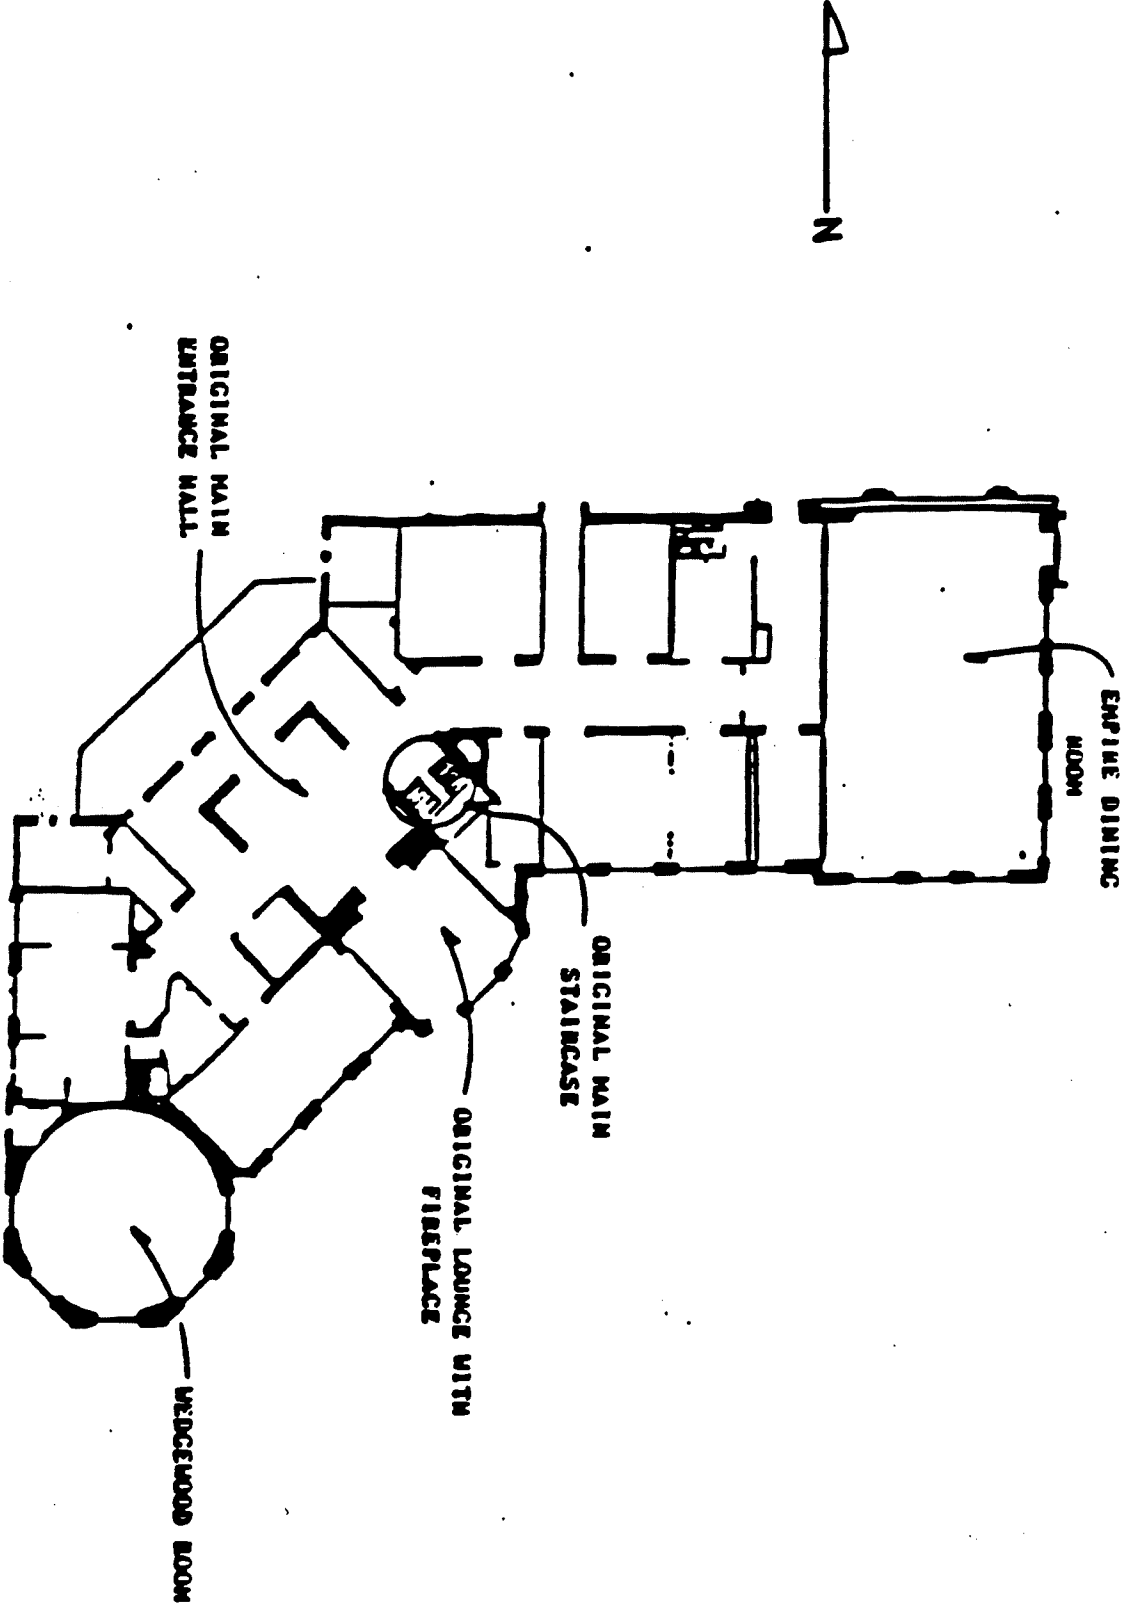 N
EMPIRE DINING
ROOM
ORIGINAL MAIN
STAIRCASE
ORIGINAL LOUNGE WITH
FIREPLACE
ORIGINAL MAIN
ENTRANCE HALL
WEDGEWOOD ROOM